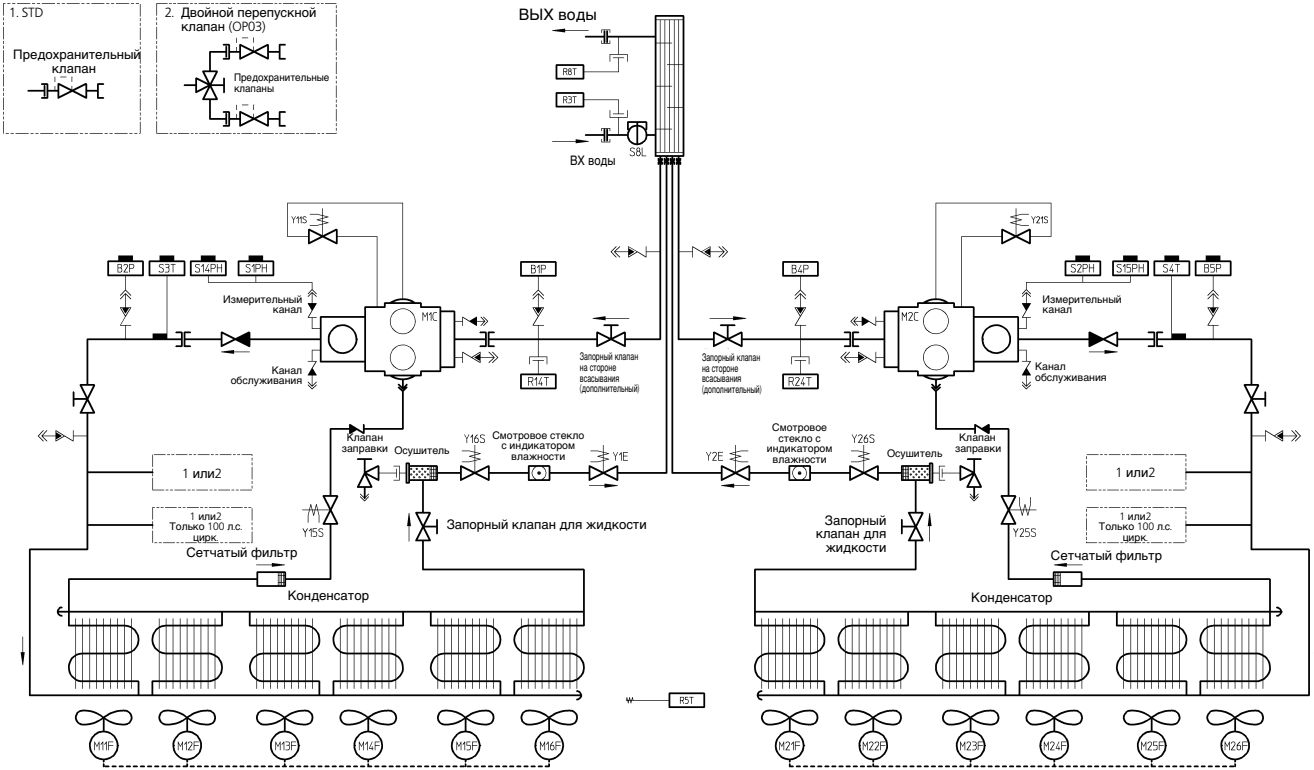 1. STD
Предохранительный
клапан
2. Двойной перепускной
клапан (OP03)
Предохранительные
клапаны
ВЫХ воды
R8T
R3T
S8L
ВХ воды
Y11S
B2P
S3T
S14PH
S1PH
Измерительный
канал
M1C
B1P
Канал
обслуживания
R14T
Запорный клапан
на стороне
всасывания
(дополнительный)
Y21S
B4P
S2PH
S15PH
S4T
B5P
Измерительный
канал
M2C
Запорный клапан
на стороне
всасывания
(дополнительный)
R24T
Канал
обслуживания
Клапан
заправки
Осушитель
Y16S
Смотровое стекло
с индикатором
влажности
Y1E
Y2E
Смотровое
стекло с
индикатором
влажности
Y26S
Осушитель
Клапан
заправки
1 или2
1 или2
Только 100 л.с.
цирк.
Y15S
Запорный клапан для жидкости
Запорный
клапан для
жидкости
Y25S
1 или2
1 или2
Только 100 л.с.
цирк.
Сетчатый фильтр
Сетчатый фильтр
Конденсатор
Конденсатор
R5T
M11F
M12F
M13F
M14F
M15F
M16F
M21F
M22F
M23F
M24F
M25F
M26F